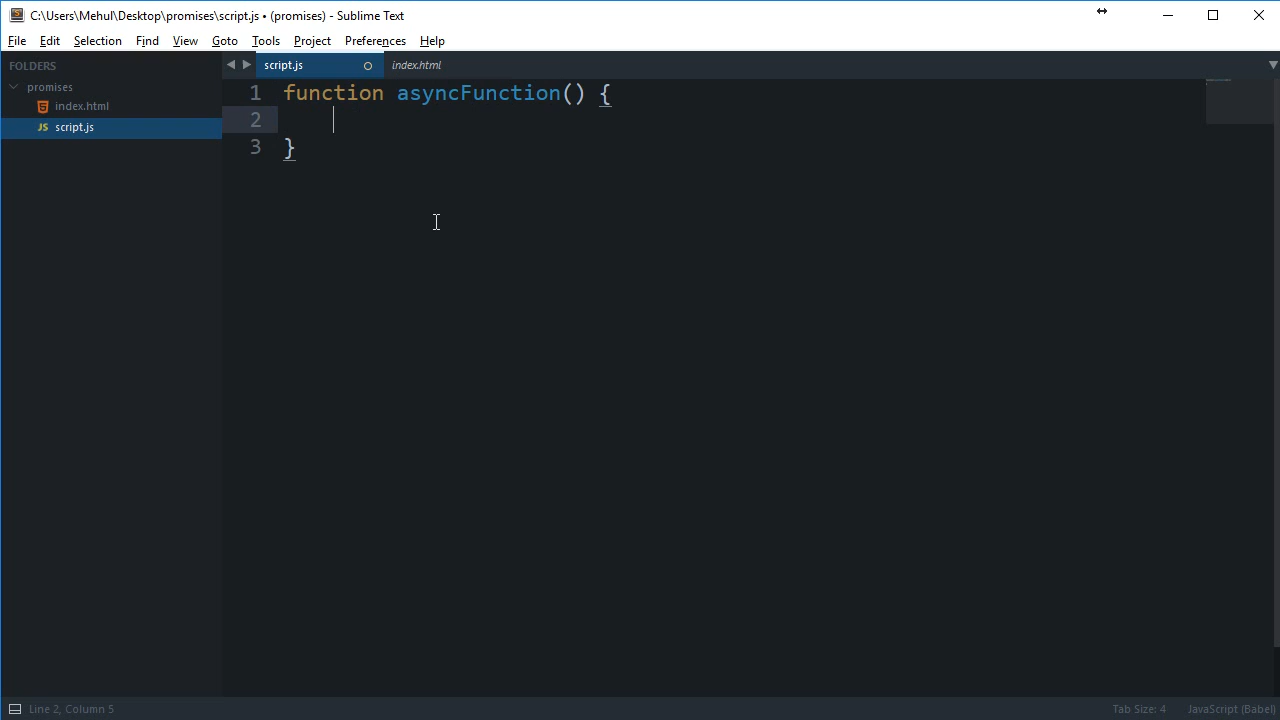 C:\Users\Mehul\Desktop\promises\script.js • (promises) - Sublime Text
File Edit Selection Find View Goto Tools Project Preferences Help
FOLDERS
promises
index.html
JS script.js
script.js index.html
1 function asyncFunction() {
2
3 }
Line 2, Column 5 Tab Size: 4 JavaScript (Babel)